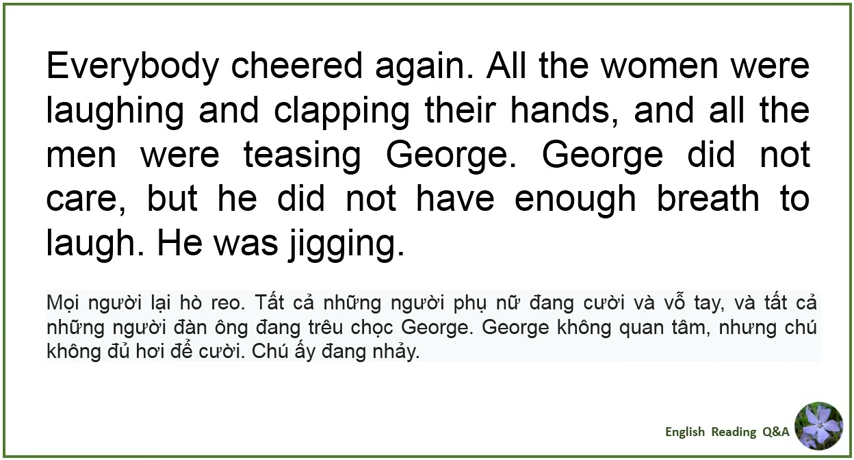 Everybody cheered again. All the women were
laughing and clapping their hands, and all the
men were teasing George. George did not
care, but he did not have enough breath to
laugh. He was jigging.
Mọi người lại hò reo. Tất cả những người phụ nữ đang cười và vỗ tay, và tất cả
những người đàn ông đang trêu chọc George. George không quan tâm, nhưng chú
không đủ hơi để cười. Chú ấy đang nhảy.
English Reading Q&A